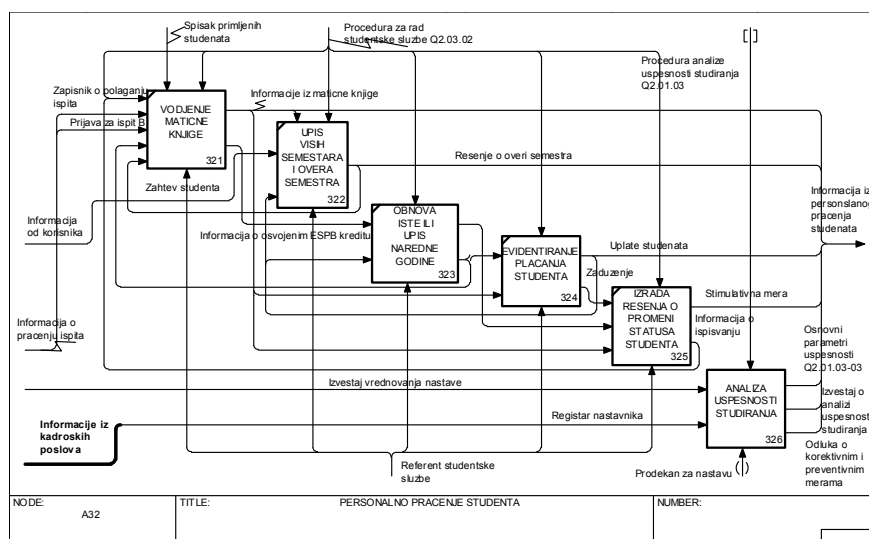 Spisak primljenih
studenata
Procedura za rad
studentske sluzbe Q2.03.02
Procedura analize
uspesnosti studiranja
Q2.01.03
Zapisnik o polaganju
ispita
Prijava za ispit B
VODJENJE
MATICNE
KNJIGE
321
Informacije iz maticne knjige
UPIS
VISIH
SEMESTARA
I OVERA
SEMESTRA
322
Resenje o overi semestra
Zahtev studenta
Informacija
od korisnika
Informacija o osvojenim ESPB kreditu
OBNOVA
ISTE ILI
UPIS
NAREDNE
GODINE
323
Informacija iz
personslanog
pracenja
studenata
EVIDENTIRANJE
PLACANJA
STUDENTA
324
Uplate studenata
Zaduzenje
IZRADA
RESENJA O
PROMENI
STATUSA
STUDENTA
325
Stimulativna mera
Informacija o
ispisvanju
Informacija o
pracenju ispita
Osnovni
parametri
uspesnosti
Q2.01.03-03
Izvestaj vrednovanja nastave
ANALIZA
USPESNOSTI
STUDIRANJA
326
Izvestaj o
analizi
uspesnosti
studiranja
Informacije iz
kadroskih
poslova
Registar nastavnika
Odluka o
korektivnim i
preventivnim
merama
Referent studentske
sluzbe
Prodekan za nastavu
NODE:
A32
TITLE:
PERSONALNO PRACENJE STUDENTA
NUMBER: